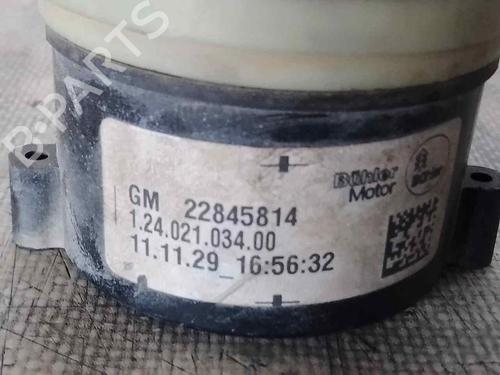 B-PARTS
GM 22845814
1.24.021.034.00
11.11.29_16:56:32
Bühler
Motor
Bühler